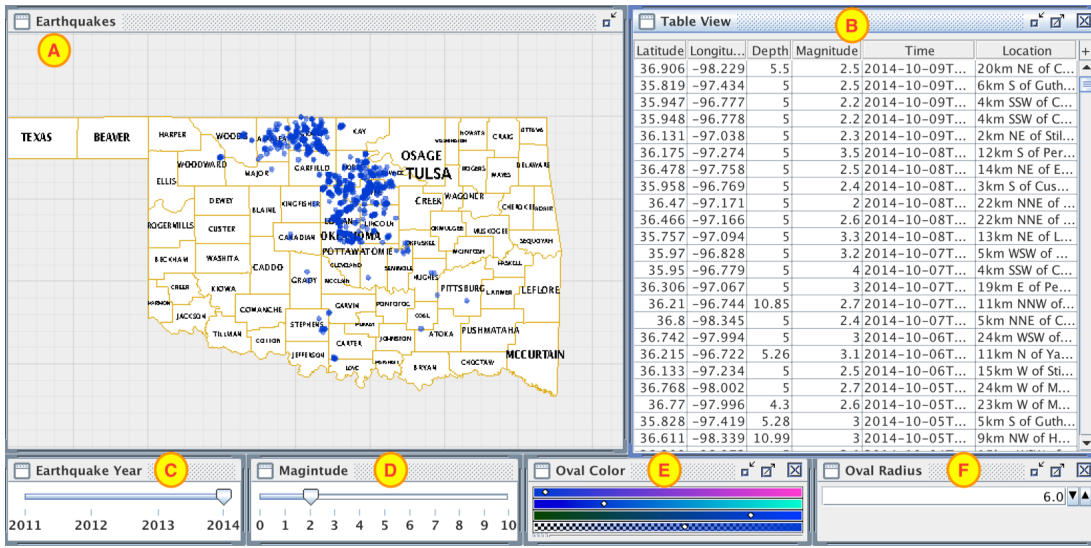 Earthquakes
A
TEXAS
BEAVER
HARPER
WOODS
KAY
NOWATA
CRAIG
OTTAWA
WASHINGTON
OSAGE
TULSA
WOODWARD
MAJOR
GARFIELD
ROGERS
MAYES
DELAWARE
ELLIS
DEWEY
BLAINE
KINGFISHER
CREEK
WAGONER
CHEROKEE
ADAIR
ROGER MILLS
CUSTER
CANADIAN
LOGAN
LINCOLN
OKLAHOMA
OKMULGEE
MUSKOGEE
SEQUOYAH
BECKHAM
WASHITA
CADDO
CLEVELAND
POTTAWATOMIE
OKFUSKEE
MCINTOSH
HASKELL
SEMINOLE
HUGHES
GREER
KIOWA
GRADY
MCCLAIN
PITTSBURG
LATIMER
LEFLORE
HARMON
JACKSON
COMANCHE
GARVIN
PONTOTOC
COAL
TILLMAN
COTTON
STEPHENS
MURRAY
JOHNSTON
ATOKA
PUSHMATAHA
JEFFERSON
CARTER
LOVE
MARSHALL
BRYAN
CHOCTAW
MCCURTAIN
Table View
B
Latitude Longitu... Depth Magnitude Time Location +
36.906 -98.229 5.5 2.5 2014-10-09T... 20km NE of C...
35.819 -97.434 5 2.5 2014-10-09T... 6km S of Guth...
35.947 -96.777 5 2.2 2014-10-09T... 4km SSW of C...
35.948 -96.778 5 2.2 2014-10-09T... 4km SSW of C...
36.131 -97.038 5 2.3 2014-10-09T... 2km NE of Stil...
36.175 -97.274 5 3.5 2014-10-08T... 12km S of Per...
36.478 -97.758 5 2.5 2014-10-08T... 14km NE of E...
35.958 -96.769 5 2.4 2014-10-08T... 3km S of Cus...
36.47 -97.171 5 2 2014-10-08T... 22km NNE of ...
36.466 -97.166 5 2.6 2014-10-08T... 22km NNE of ...
35.757 -97.094 5 3.3 2014-10-08T... 13km NE of L...
35.97 -96.828 5 3.2 2014-10-07T... 5km WSW of ...
35.95 -96.779 5 4 2014-10-07T... 4km SSW of C...
36.306 -97.067 5 3 2014-10-07T... 19km E of Pe...
36.21 -96.744 10.85 2.7 2014-10-07T... 11km NNW of...
36.8 -98.345 5 2.4 2014-10-07T... 5km NNE of C...
36.742 -97.994 5 3 2014-10-06T... 24km WSW of...
36.215 -96.722 5.26 3.1 2014-10-06T... 11km N of Ya...
36.133 -97.234 5 2.5 2014-10-06T... 15km W of Sti...
36.768 -98.002 5 2.7 2014-10-05T... 24km W of M...
36.77 -97.996 4.3 2.6 2014-10-05T... 23km W of M...
35.828 -97.419 5.28 3 2014-10-05T... 5km S of Guth...
36.611 -98.339 10.99 3 2014-10-05T... 9km NW of H...
Earthquake Year
C
2011 2012 2013 2014
Magintude
D
0 1 2 3 4 5 6 7 8 9 10
Oval Color
E
Oval Radius
F
6.0